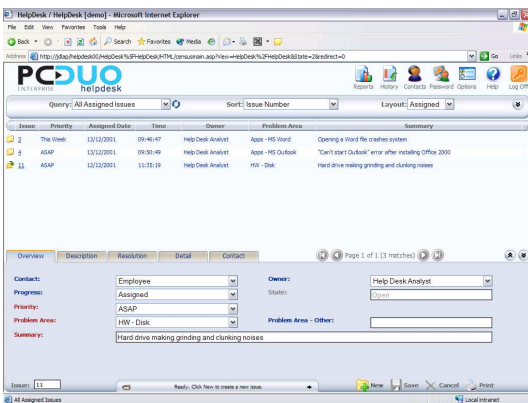 HelpDesk / HelpDesk [demo] - Microsoft Internet Explorer
File Edit View Favorites Tools Help
Back Search Favorites Media
Address http://jdlap/helpdesk00/HelpDesk%5FHelpDesk/HTML/censusmain.asp?View=HelpDesk%2FHelpDesk&State=2&redirect=0 Go Links
PC DUO
ENTERPRISE helpdesk
Reports History Contacts Password Options Help Log Off
Query: All Assigned Issues Sort: Issue Number Layout: Assigned
Issue Priority Assigned Date Time Owner Problem Area Summary
3 This Week 13/12/2001 09:46:47 Help Desk Analyst Apps - MS Word Opening a Word file crashes system
4 ASAP 13/12/2001 09:50:49 Help Desk Analyst Apps - MS Outlook "Can't start Outlook" error after installing Office 2000
11 ASAP 12/12/2001 11:35:19 Help Desk Analyst HW - Disk Hard drive making grinding and clunking noises
Overview Description Resolution Detail Contact Page 1 of 1 (3 matches)
Contact: Employee Owner: Help Desk Analyst
Progress: Assigned State: Open
Priority: ASAP
Problem Area: HW - Disk Problem Area - Other:
Summary: Hard drive making grinding and clunking noises
Issue: 11 Ready. Click New to create a new issue. New Save Cancel Print
All Assigned Issues Local intranet